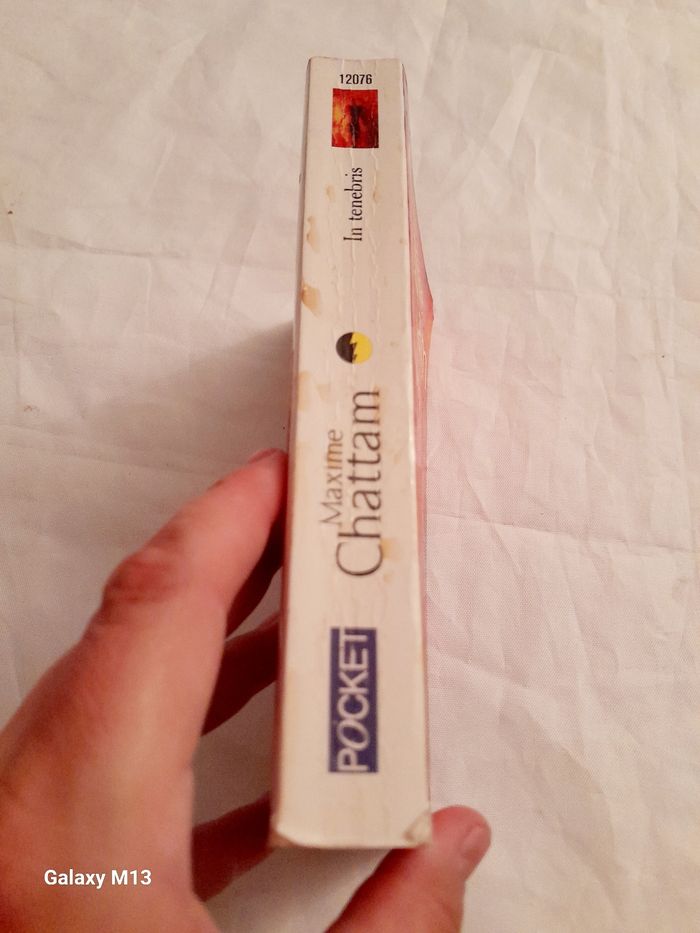 12076
In tenebris
Maxime
Chattam
POCKET
Galaxy M13